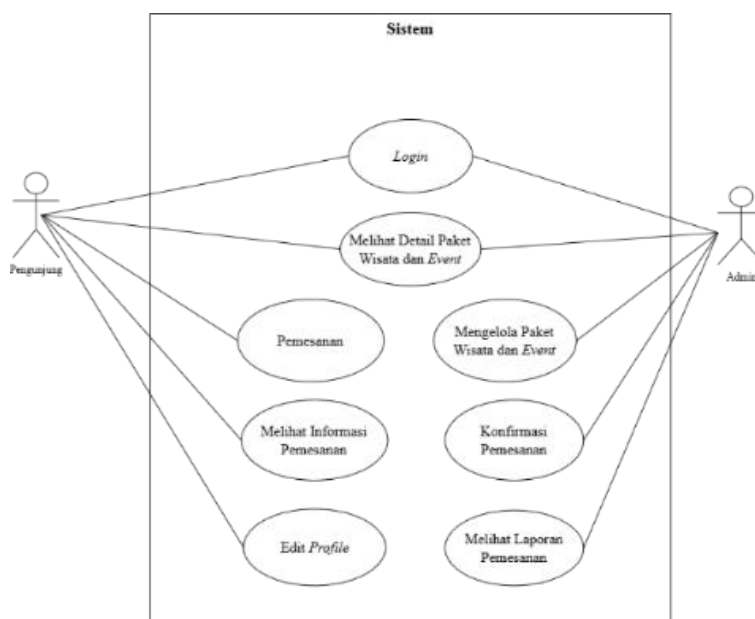 Sistem
Login
Melihat Detail Paket
Wisata dan Event
Pengunjung
Admin
Pemesanan
Mengelola Paket
Wisata dan Event
Melihat Informasi
Pemesanan
Konfirmasi
Pemesanan
Edit Profile
Melihat Laporan
Pemesanan